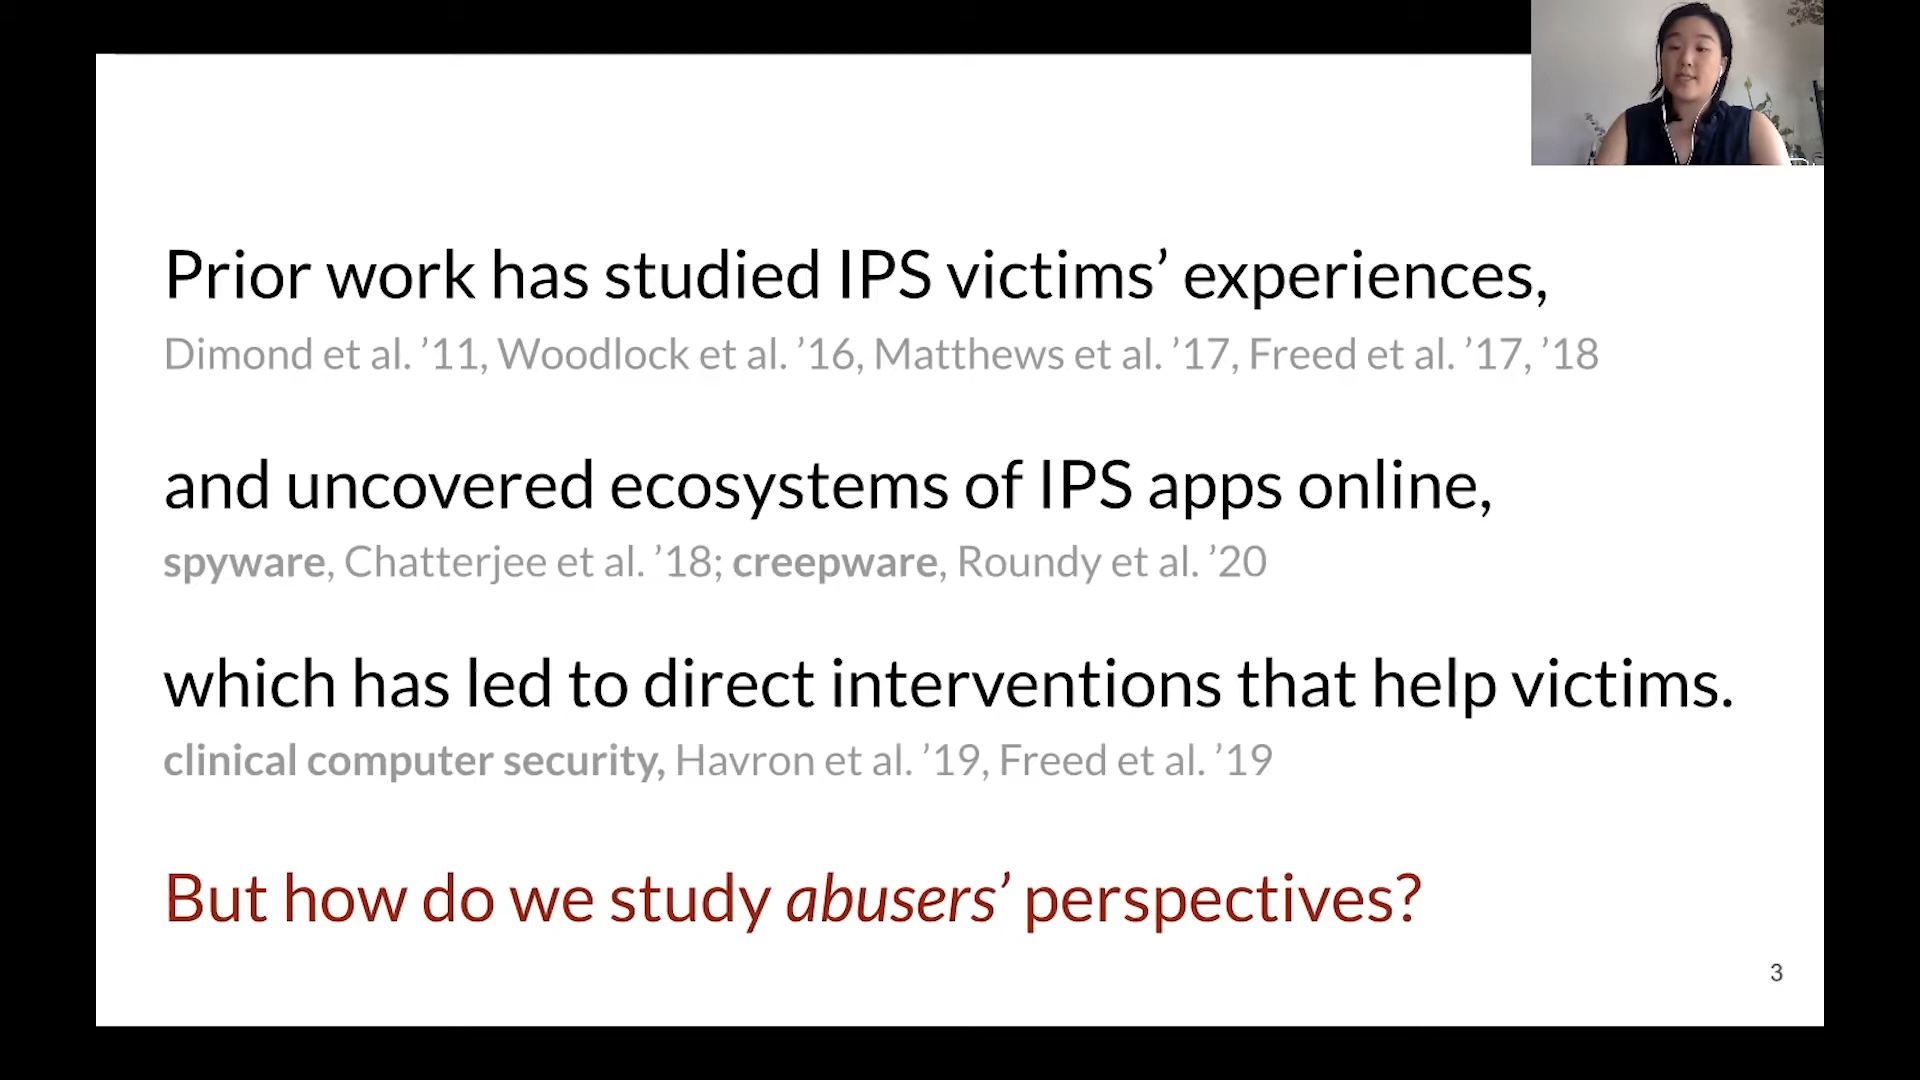 Prior work has studied IPS victims’ experiences,
Dimond et al. ’11, Woodlock et al. ’16, Matthews et al. ’17, Freed et al. ’17, ’18
and uncovered ecosystems of IPS apps online,
spyware, Chatterjee et al. ’18; creepware, Roundy et al. ’20
which has led to direct interventions that help victims.
clinical computer security, Havron et al. ’19, Freed et al. ’19
But how do we study abusers’ perspectives?
3